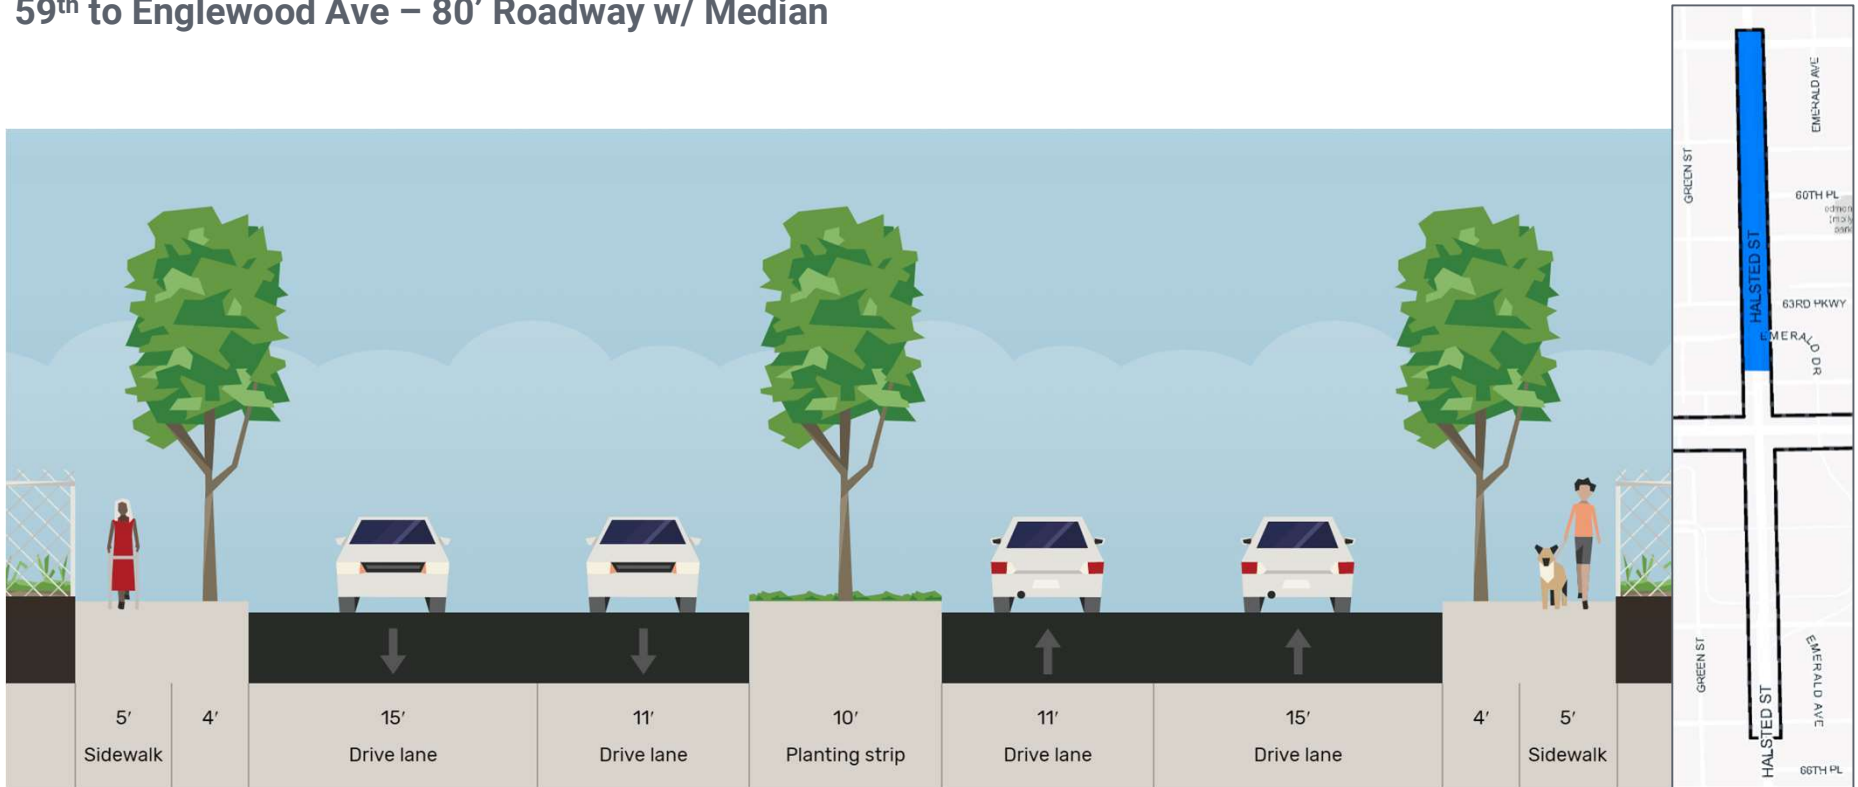 59th to Englewood Ave – 80’ Roadway w/ Median
5’
Sidewalk
4’
15’
Drive lane
11’
Drive lane
10’
Planting strip
11’
Drive lane
15’
Drive lane
4’
5’
Sidewalk
EMERALD AVE
GREEN ST
60TH PL
HALSTED ST
63RD PKWY
EMERALD DR
GREEN ST
EMERALD AVE
HALSTED ST
66TH PL